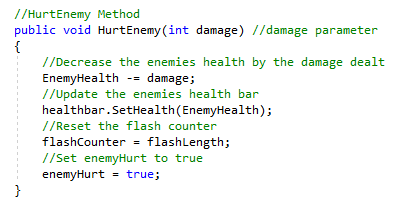 //HurtEnemy Method
public void HurtEnemy(int damage) //damage parameter
{
//Decrease the enemies health by the damage dealt
EnemyHealth -= damage;
//Update the enemies health bar
healthbar.SetHealth(EnemyHealth);
//Reset the flash counter
flashCounter = flashLength;
//Set enemyHurt to true
enemyHurt = true;
}